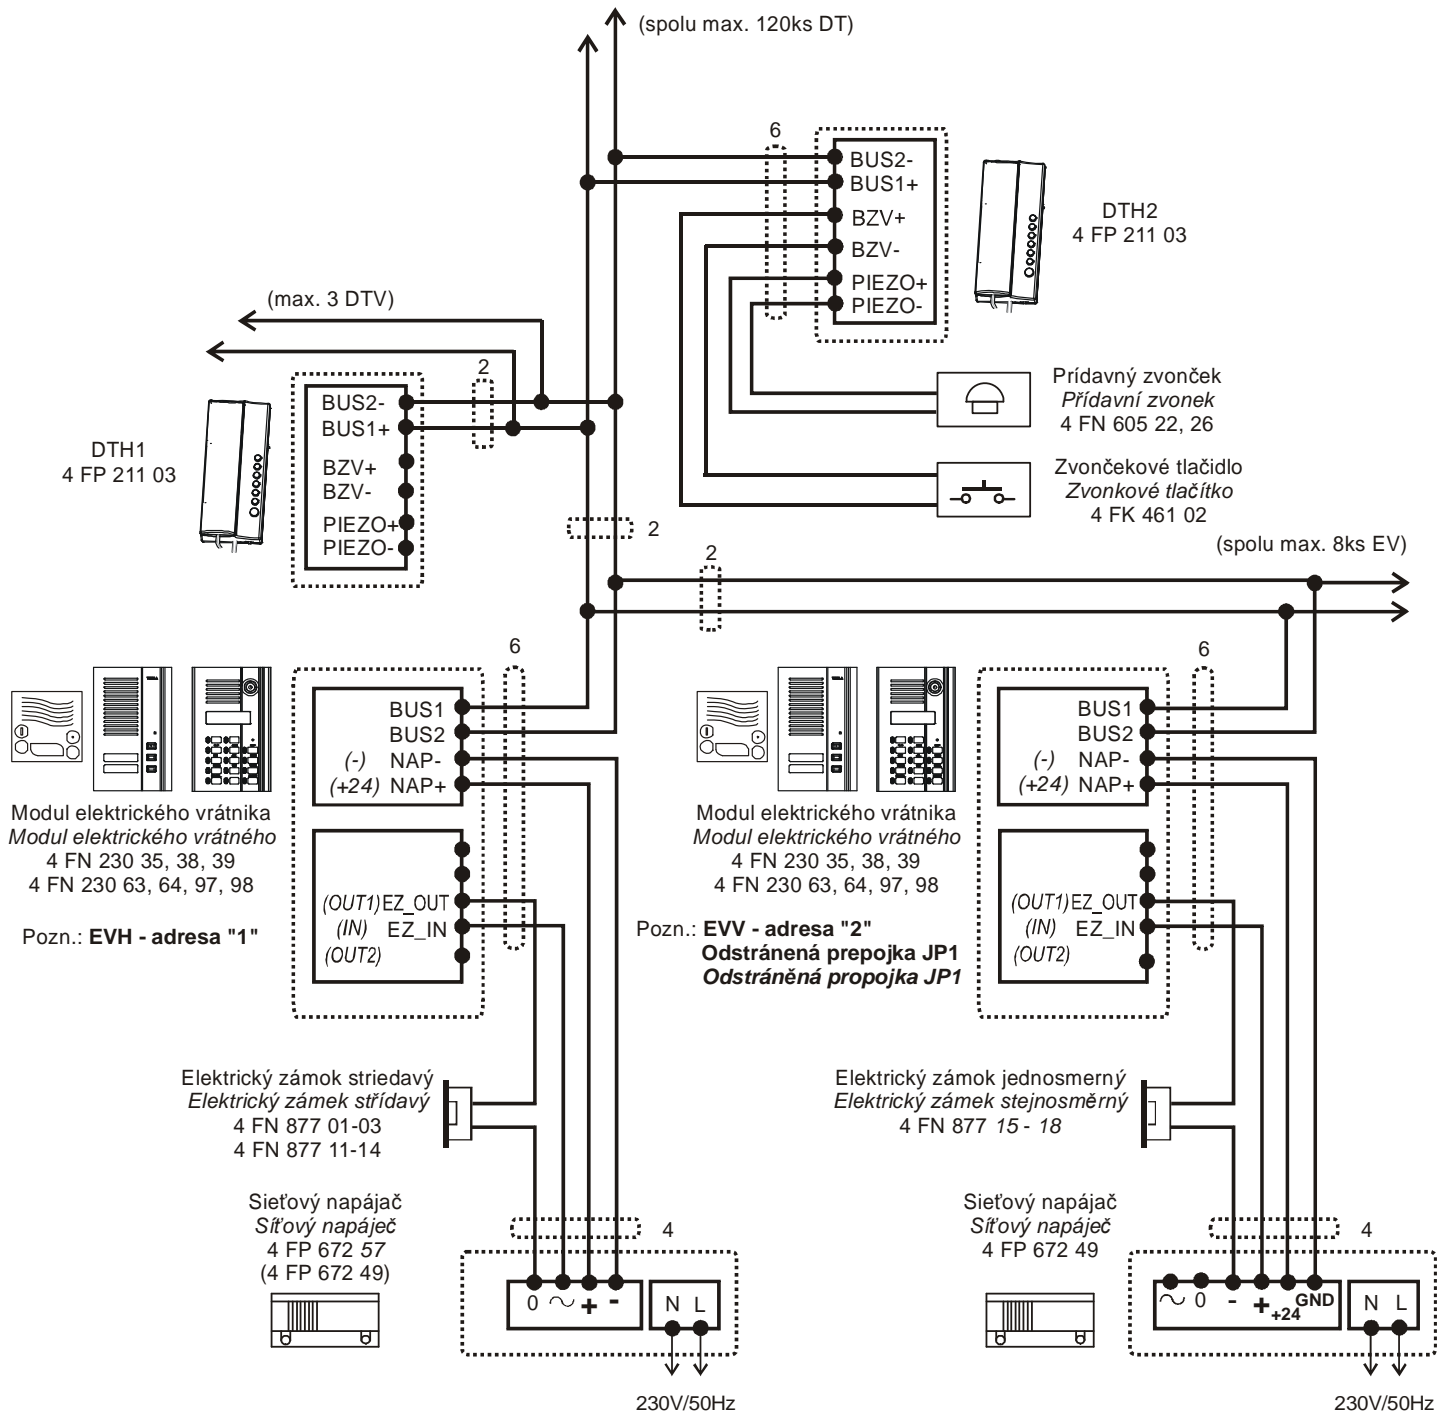 (spolu max. 120ks DT)
6
BUS2-
BUS1+
BZV+
BZV-
PIEZO+
PIEZO-
DTH2
4 FP 211 03
(max. 3 DTV)
2
BUS2-
BUS1+
BZV+
BZV-
PIEZO+
PIEZO-
DTH1
4 FP 211 03
Prídavný zvonček
Přídavní zvonek
4 FN 605 22, 26
Zvončekové tlačidlo
Zvonkové tlačítko
4 FK 461 02
2
2
(spolu max. 8ks EV)
6
BUS1
BUS2
(-) NAP-
(+24) NAP+
Modul elektrického vrátnika
Modul elektrického vrátného
4 FN 230 35, 38, 39
4 FN 230 63, 64, 97, 98
(OUT1) EZ_OUT
(IN) EZ_IN
(OUT2)
Pozn.: EVH - adresa "1"
6
BUS1
BUS2
(-) NAP-
(+24) NAP+
Modul elektrického vrátnika
Modul elektrického vrátného
4 FN 230 35, 38, 39
4 FN 230 63, 64, 97, 98
(OUT1) EZ_OUT
(IN) EZ_IN
(OUT2)
Pozn.: EVV - adresa "2"
Odstránená prepojka JP1
Odstráněná propojka JP1
Elektrický zámok striedavý
Elektrický zámek střídavý
4 FN 877 01-03
4 FN 877 11-14
Elektrický zámok jednosmerný
Elektrický zámek stejnosměrný
4 FN 877 15 - 18
Sieťový napájač
Síťový napáječ
4 FP 672 57
(4 FP 672 49)
4
0 ~ + -
N L
230V/50Hz
Sieťový napájač
Síťový napáječ
4 FP 672 49
4
~ 0 - + +24 GND
N L
230V/50Hz